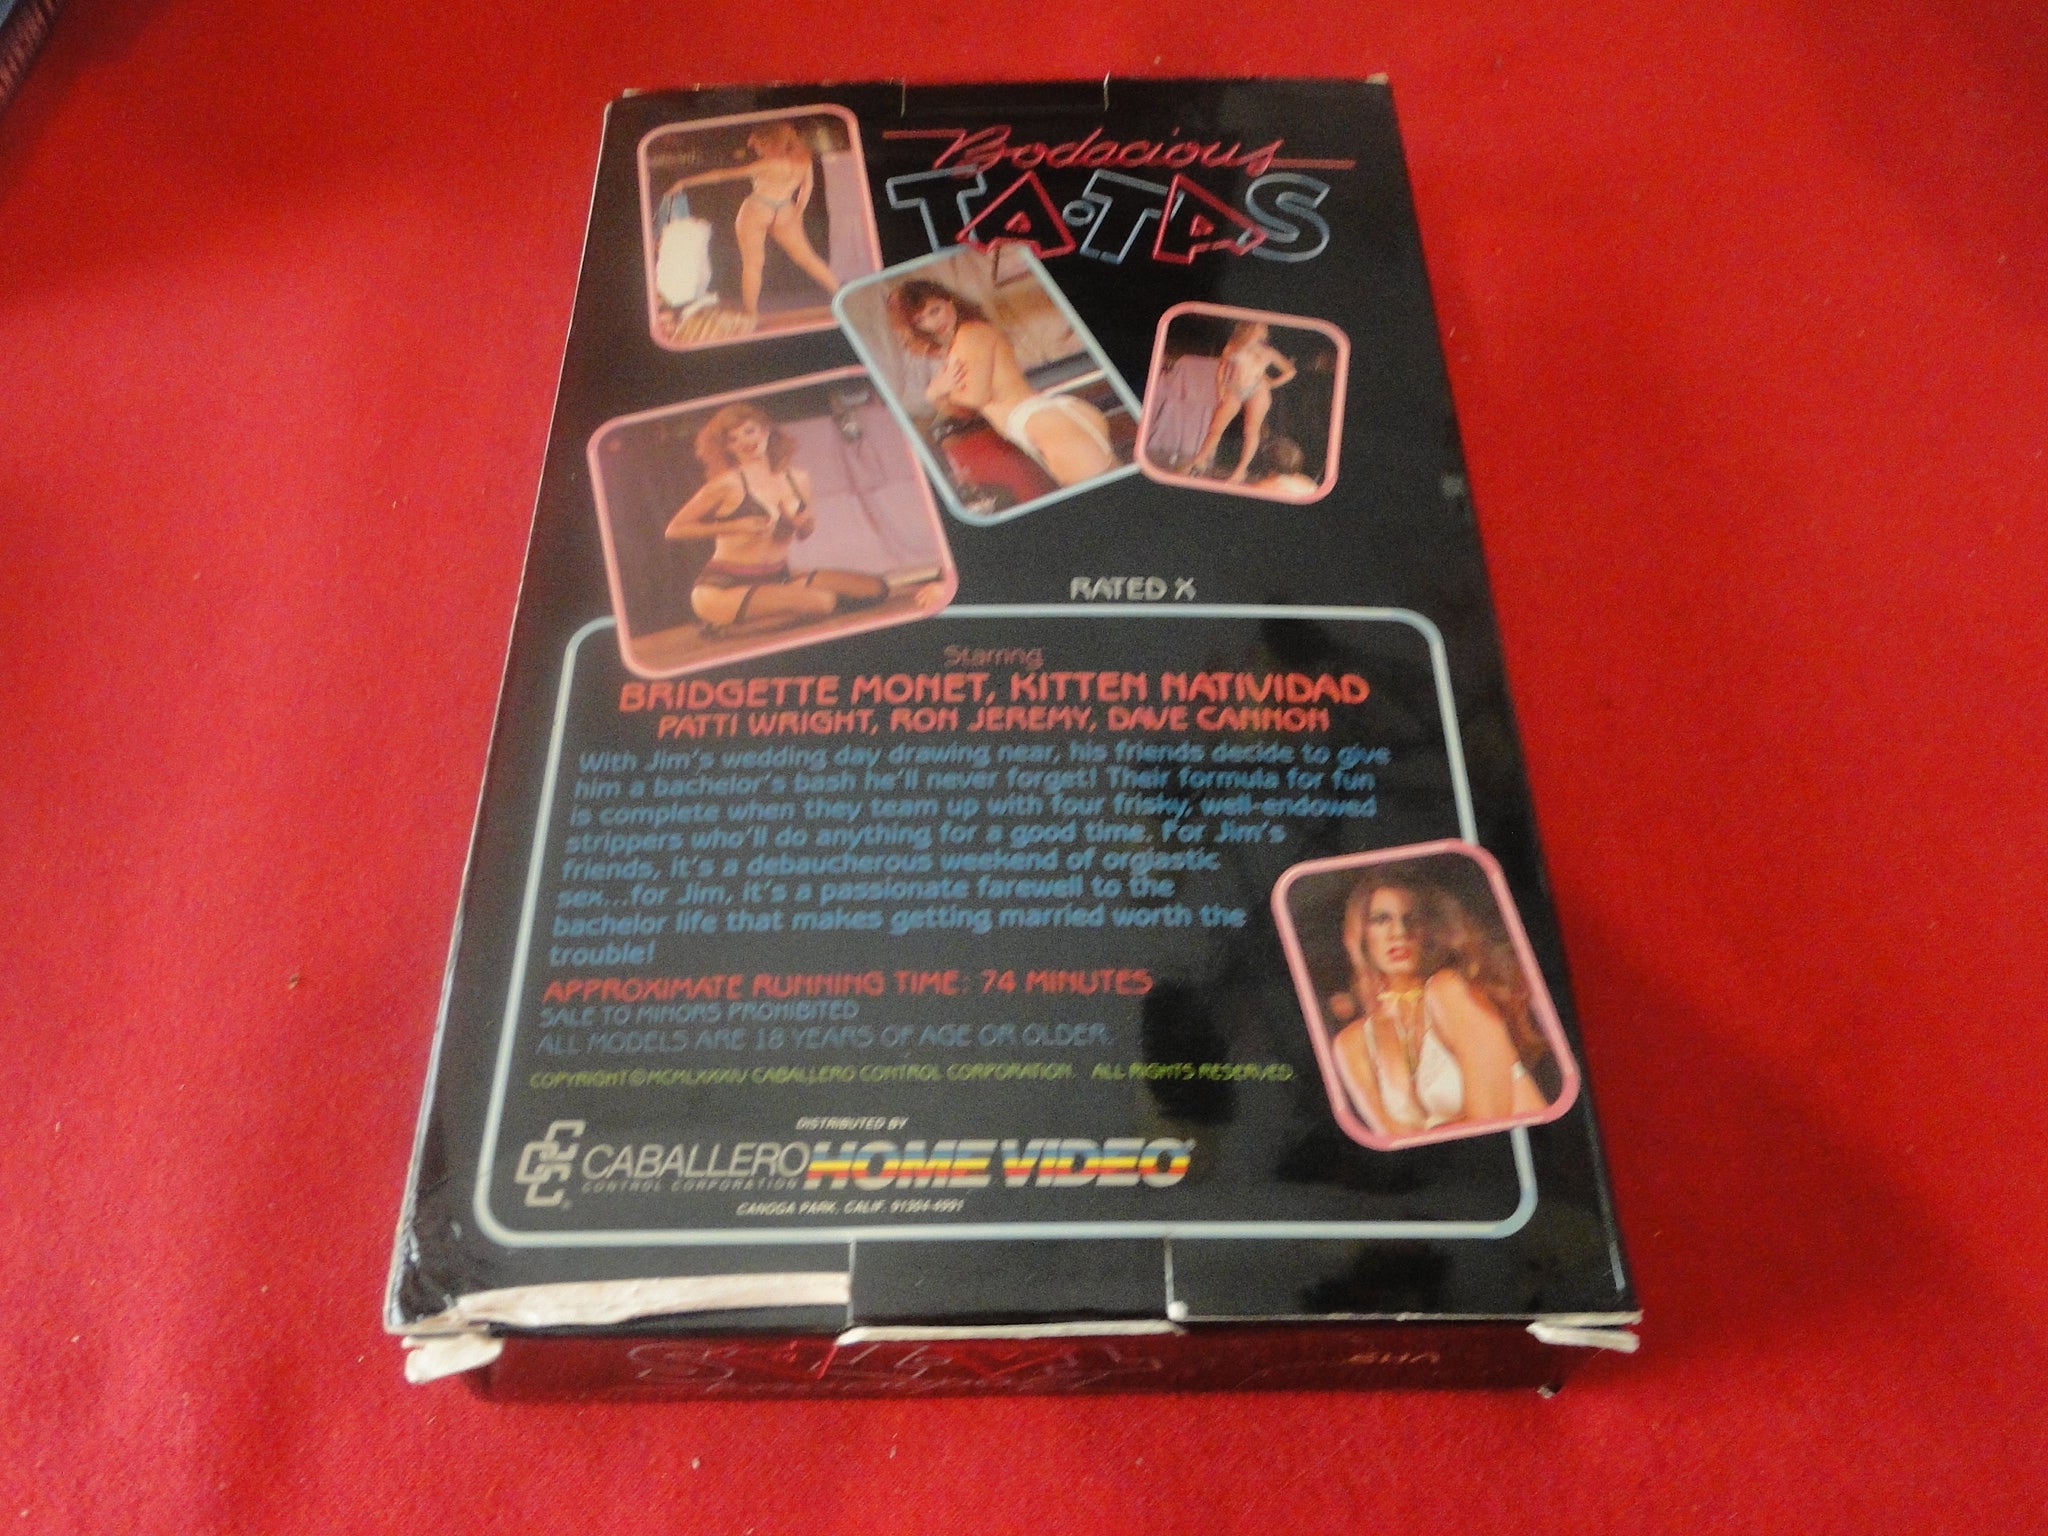 Bodacious
TA·TAS
RATED X
Starring
BRIDGETTE MONET, KITTEN NATIVIDAD
PATTI WRIGHT, RON JEREMY, DAVE CANNON
With Jim's wedding day drawing near, his friends decide to give
him a bachelor's bash he'll never forget! Their formula for fun
is complete when they team up with four frisky, well-endowed
strippers who'll do anything for a good time. For Jim's
friends, it's a debaucherous weekend of orgiastic
sex...for Jim, it's a passionate farewell to the
bachelor life that makes getting married worth the
trouble!
APPROXIMATE RUNNING TIME: 74 MINUTES
SALE TO MINORS PROHIBITED
ALL MODELS ARE 18 YEARS OF AGE OR OLDER.
COPYRIGHT © MCMLXXXIV CABALLERO CONTROL CORPORATION ALL RIGHTS RESERVED.
DISTRIBUTED BY
CABALLERO HOME VIDEO
CONTROL CORPORATION
CANOGA PARK, CALIF. 91304-4991